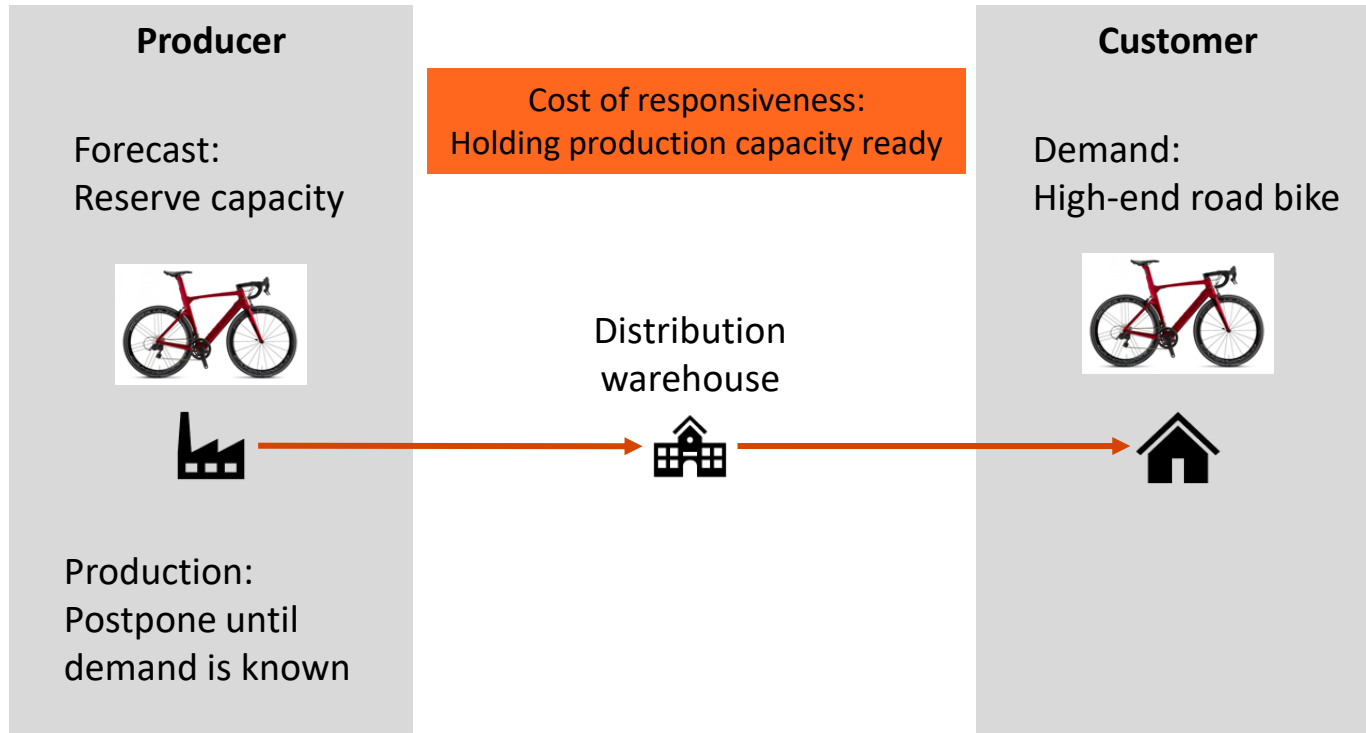 Producer
Forecast:
Reserve capacity
Production:
Postpone until
demand is known
Cost of responsiveness:
Holding production capacity ready
Distribution
warehouse
Customer
Demand:
High-end road bike